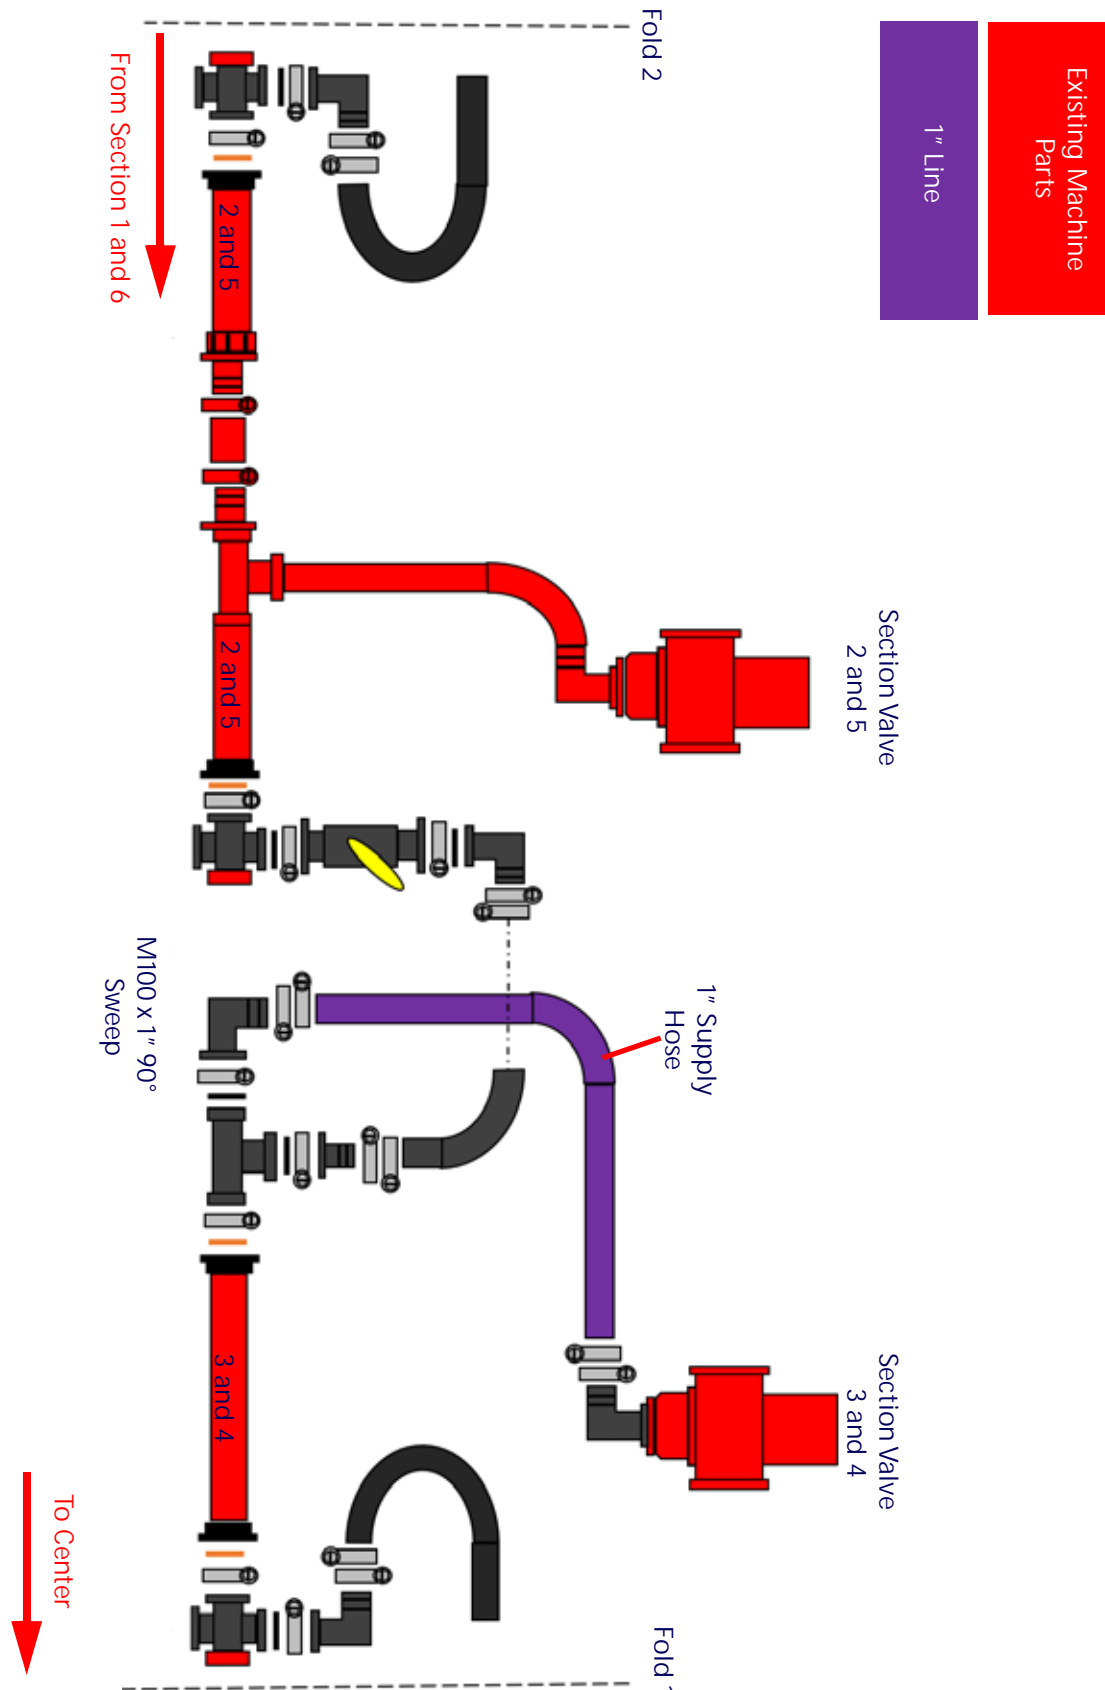 Existing Machine
Parts
1" Line
Fold 2
From Section 1 and 6
2 and 5
2 and 5
Section Valve
2 and 5
M100 x 1" 90°
Sweep
1" Supply
Hose
3 and 4
Section Valve
3 and 4
To Center
Fold 1